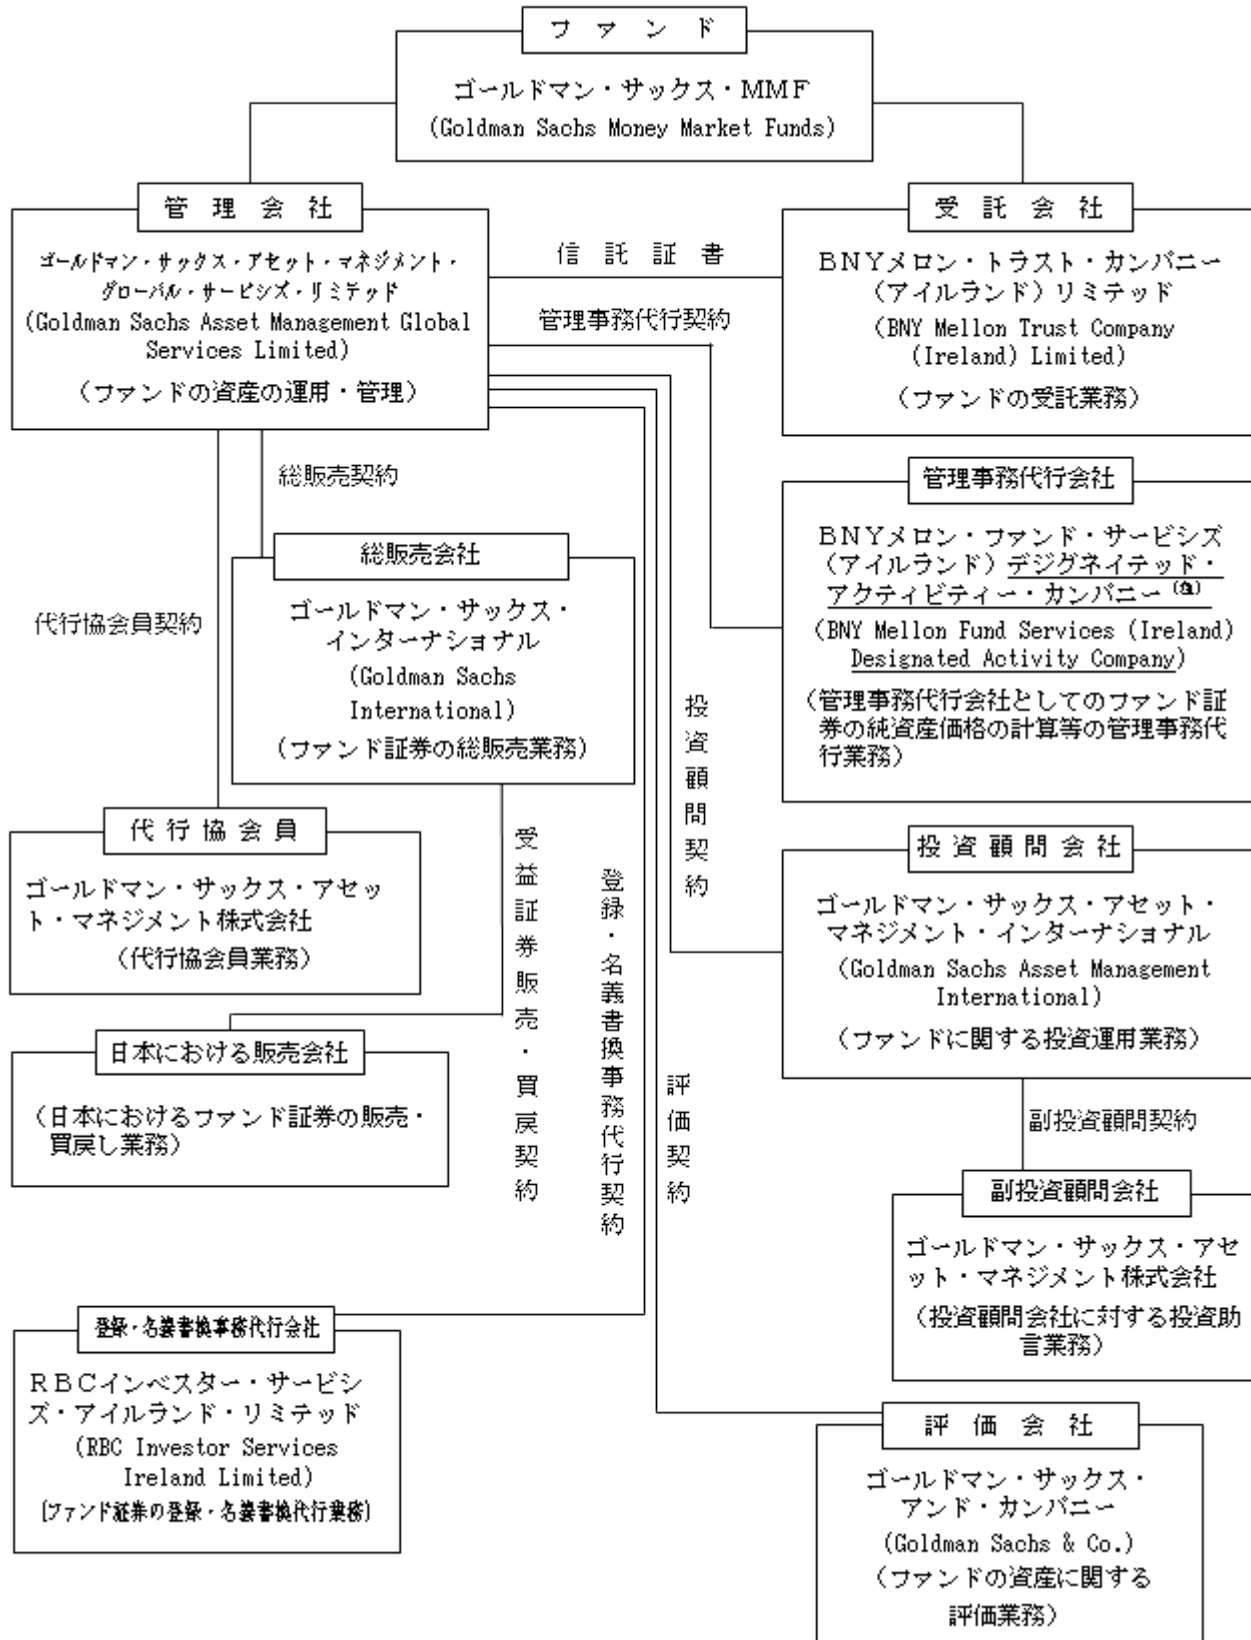 ファンド
ゴールドマン・サックス・MMF
(Goldman Sachs Money Market Funds)
管理会社
ゴールドマン・サックス・アセット・マネジメント・
グローバル・サービシズ・リミテッド
(Goldman Sachs Asset Management Global
Services Limited)
(ファンドの資産の運用・管理)
信託証書
管理事務代行契約
受託会社
BNYメロン・トラスト・カンパニー
(アイルランド)リミテッド
(BNY Mellon Trust Company
(Ireland) Limited)
(ファンドの受託業務)
総販売契約
管理事務代行会社
BNYメロン・ファンド・サービシズ
(アイルランド)デジグネイテッド・
アクティビティー・カンパニー(注)
(BNY Mellon Fund Services (Ireland)
Designated Activity Company)
(管理事務代行会社としてのファンド証
券の純資産価格の計算等の管理事務代
行業務)
総販売会社
ゴールドマン・サックス・
インターナショナル
(Goldman Sachs
International)
(ファンド証券の総販売業務)
代行協会員契約
投資顧問契約
代行協会員
ゴールドマン・サックス・アセッ
ト・マネジメント株式会社
(代行協会員業務)
受益証券販売・買戻契約
登録・名義書換事務代行契約
投資顧問会社
ゴールドマン・サックス・アセット・
マネジメント・インターナショナル
(Goldman Sachs Asset Management
International)
(ファンドに関する投資運用業務)
日本における販売会社
(日本におけるファンド証券の販売・
買戻し業務)
評価契約
副投資顧問契約
副投資顧問会社
ゴールドマン・サックス・アセ
ット・マネジメント株式会社
(投資顧問会社に対する投資助
言業務)
登録・名義書換事務代行会社
RBCインベスター・サービシ
ズ・アイルランド・リミテッド
(RBC Investor Services
Ireland Limited)
(ファンド証券の登録・名義書換代行業務)
評価会社
ゴールドマン・サックス・
アンド・カンパニー
(Goldman Sachs & Co.)
(ファンドの資産に関する
評価業務)